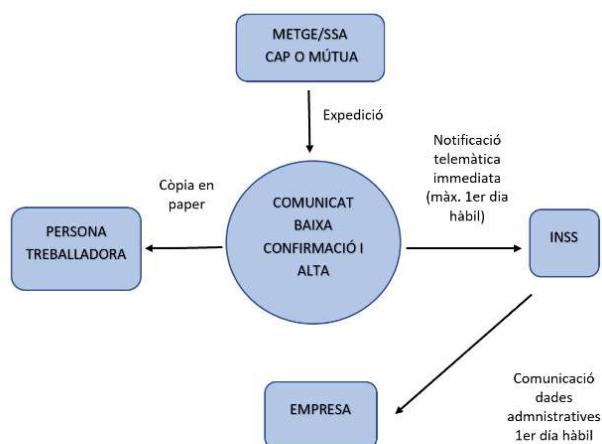 METGE/SSA
CAP O MÚTUA
Expedició
Notificació
telemàtica
immediata
(màx. 1er dia
hàbil)
Còpia en
paper
COMUNICAT
BAIXA
CONFIRMACIÓ I
ALTA
PERSONA
TREBALLADORA
INSS
EMPRESA
Comunicació
dades
admnistratives
1er día hàbil